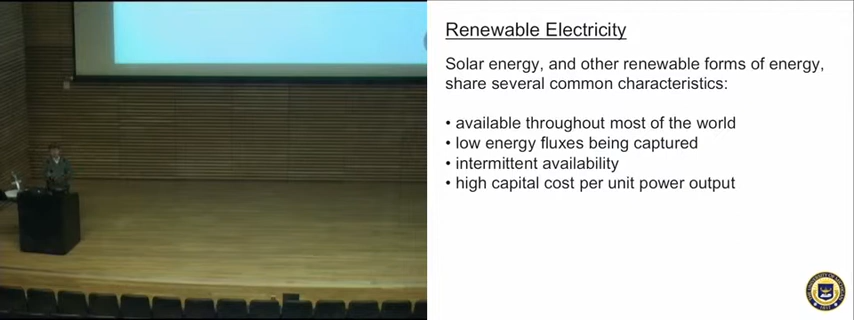 Renewable Electricity
Solar energy, and other renewable forms of energy,
share several common characteristics:
• available throughout most of the world
• low energy fluxes being captured
• intermittent availability
• high capital cost per unit power output